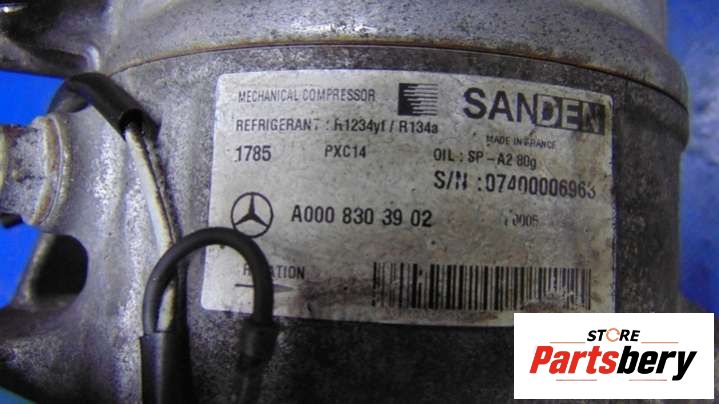 MECHANICAL COMPRESSOR
SANDEN
REFRIGERANT : R1234yf / R134a
MADE IN FRANCE
1785 PXC14 OIL : SP-A2 80g
S/N :07400006963
A000 830 39 02
STORE
Partsbery